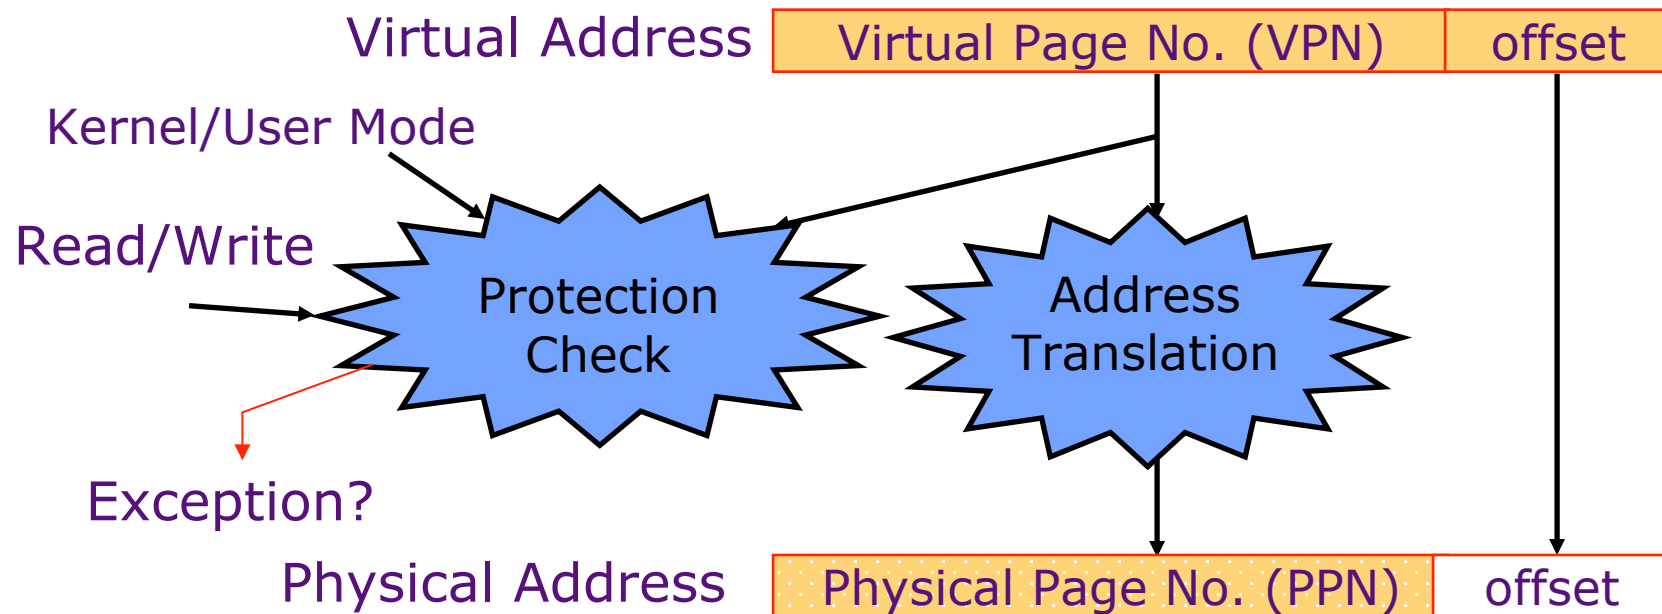 Virtual Address
Virtual Page No. (VPN)
offset
Kernel/User Mode
Read/Write
Protection
Check
Address
Translation
Exception?
Physical Address
Physical Page No. (PPN)
offset